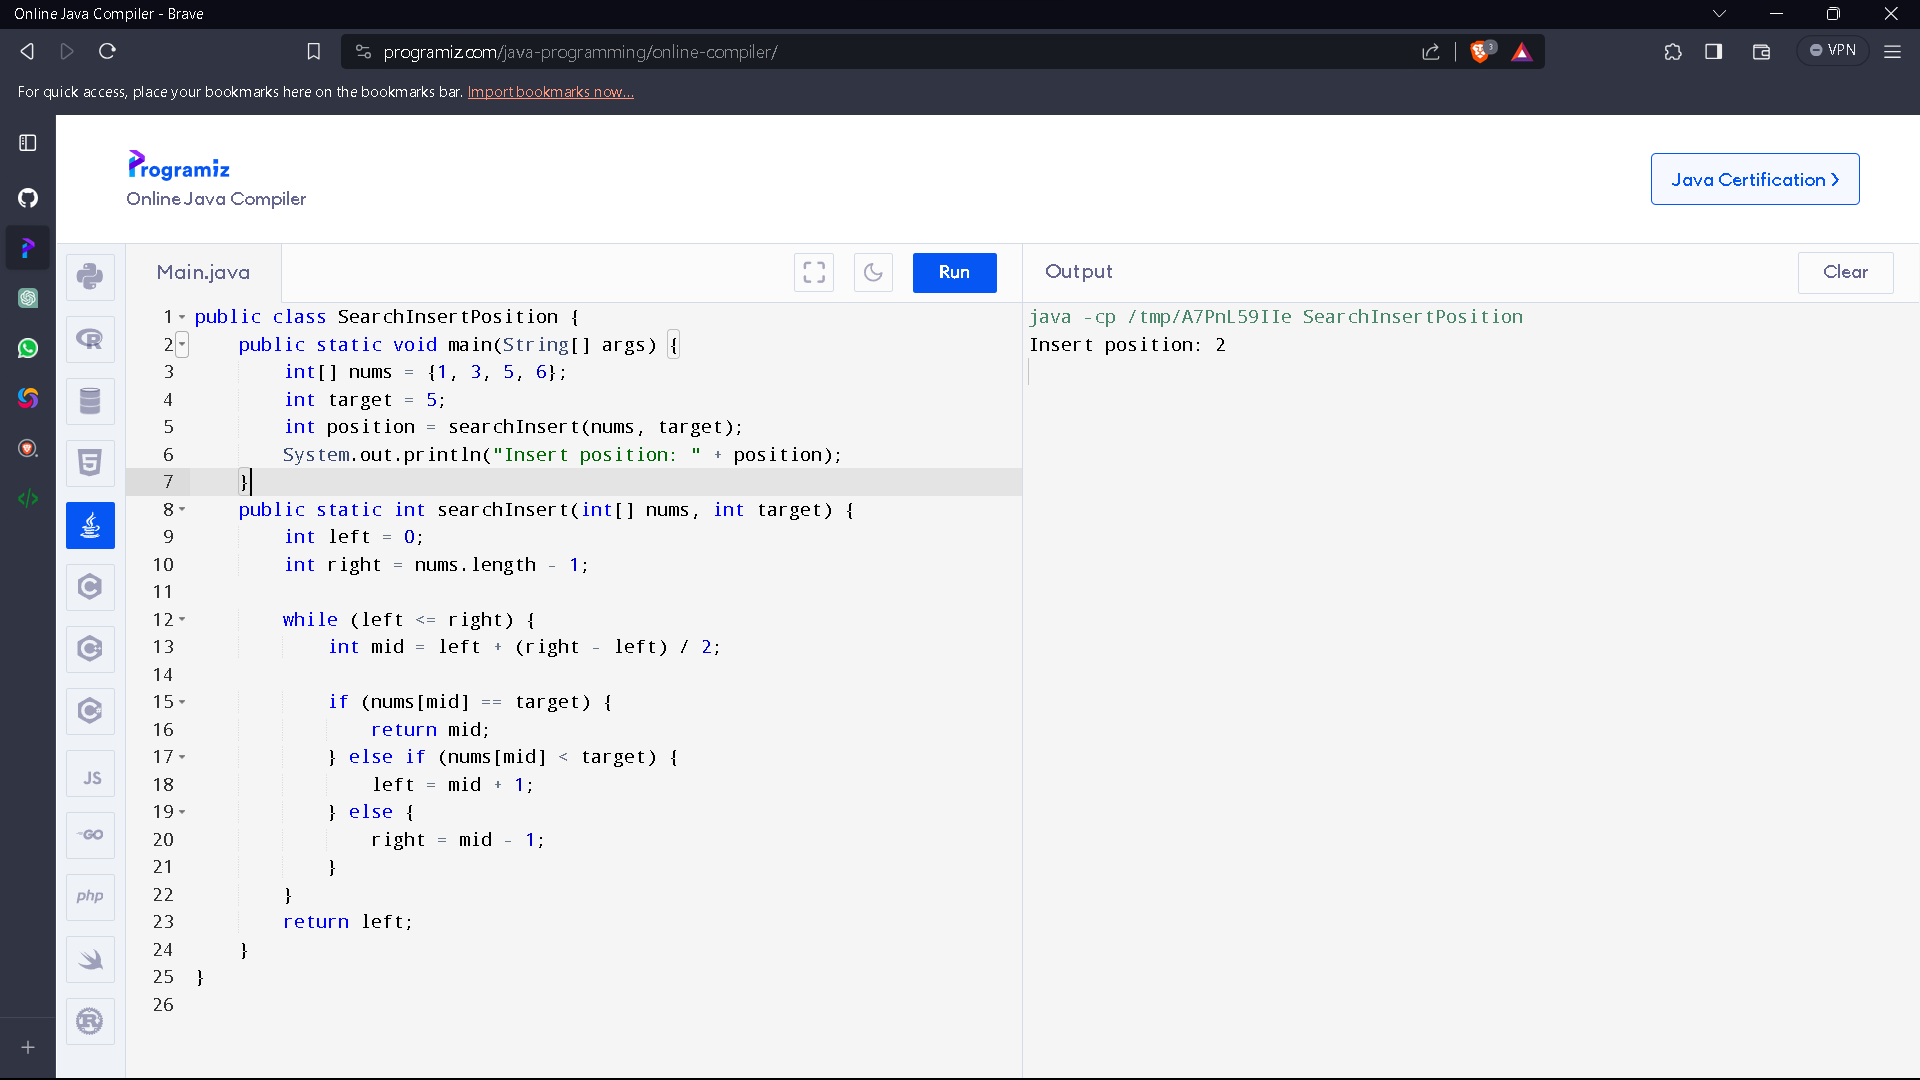 Online Java Compiler - Brave
programiz.com/java-programming/online-compiler/
3
VPN
For quick access, place your bookmarks here on the bookmarks bar. Import bookmarks now...
Programiz
Online Java Compiler
Java Certification
Main.java
Run
Output
Clear
1 public class SearchInsertPosition {
2     public static void main(String[] args) {
3         int[] nums = {1, 3, 5, 6};
4         int target = 5;
5         int position = searchInsert(nums, target);
6         System.out.println("Insert position: " + position);
7     }
8     public static int searchInsert(int[] nums, int target) {
9         int left = 0;
10         int right = nums.length - 1;
11
12         while (left <= right) {
13             int mid = left + (right - left) / 2;
14
15             if (nums[mid] == target) {
16                 return mid;
17             } else if (nums[mid] < target) {
18                 left = mid + 1;
19             } else {
20                 right = mid - 1;
21             }
22         }
23         return left;
24     }
25 }
26
java -cp /tmp/A7PnL59IIe SearchInsertPosition
Insert position: 2
R
5
C
C
C
JS
GO
php
R